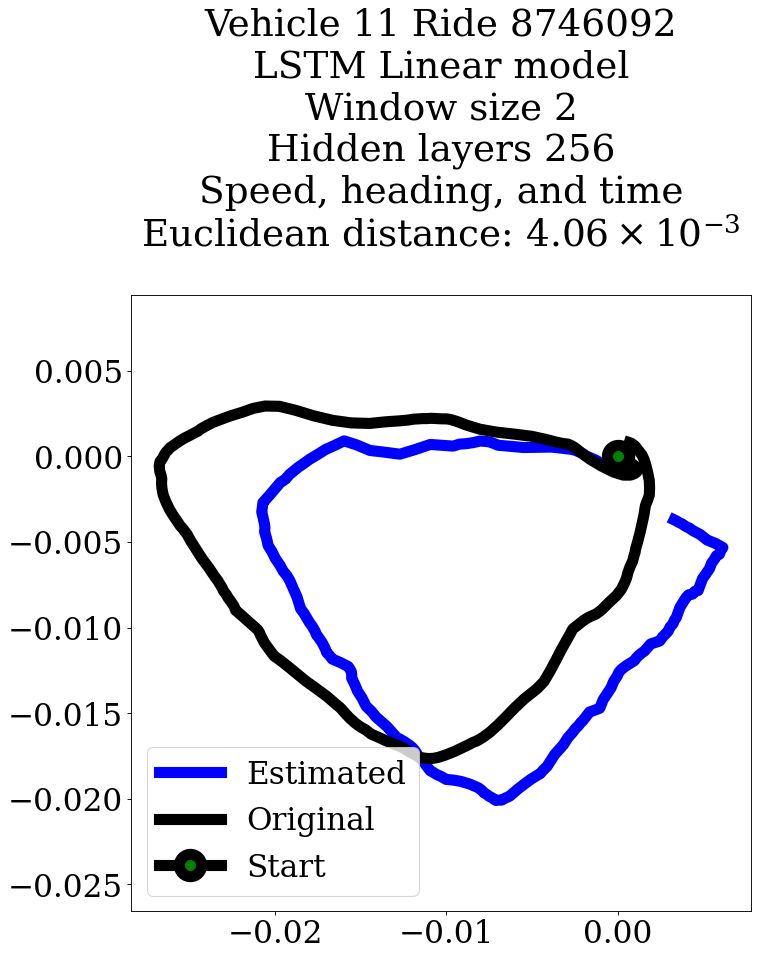 Vehicle 11 Ride 8746092
LSTM Linear model
Window size 2
Hidden layers 256
Speed, heading, and time
Euclidean distance: 4.06 × 10⁻³
0.005
0.000
−0.005
−0.010
−0.015
−0.020
−0.025
Estimated
Original
Start
−0.02 −0.01 0.00